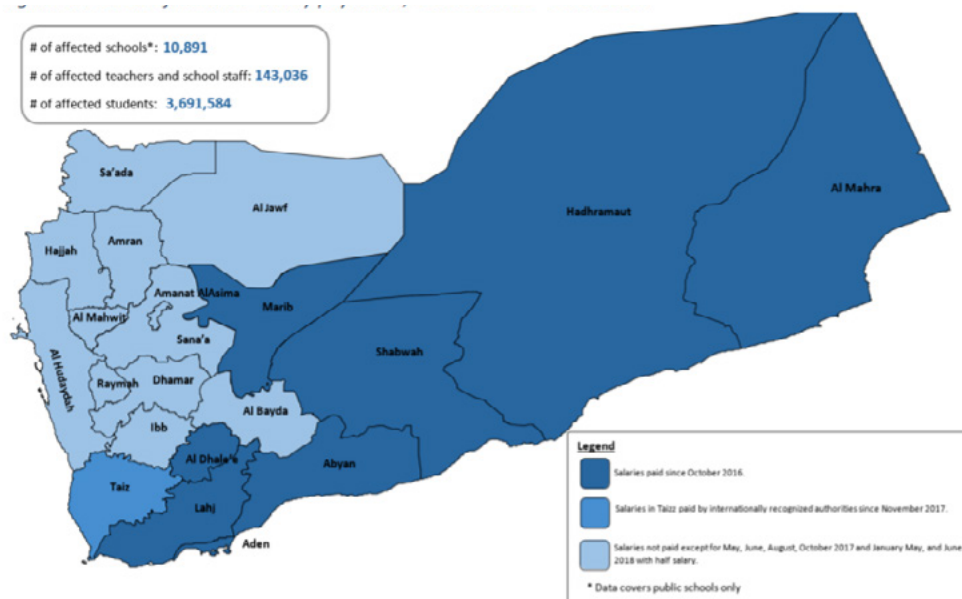 # of affected schools*: 10,891
# of affected teachers and school staff: 143,036
# of affected students: 3,691,584
Sa'ada
Al Jawf
Al Mahra
Hadhramaut
Hajjah
Amran
Amanat AlAsima
Marib
Al Mahwit
Sana'a
Shabwah
Al Hudaydah
Raymah
Dhamar
Al Bayda
Ibb
Al Dhale'e
Abyan
Taiz
Lahj
Aden
Legend
Salaries paid since October 2016.
Salaries in Taizz paid by internationally recognized authorities since November 2017.
Salaries not paid except for May, June, August, October 2017 and January May, and June
2018 with half salary.
* Data covers public schools only